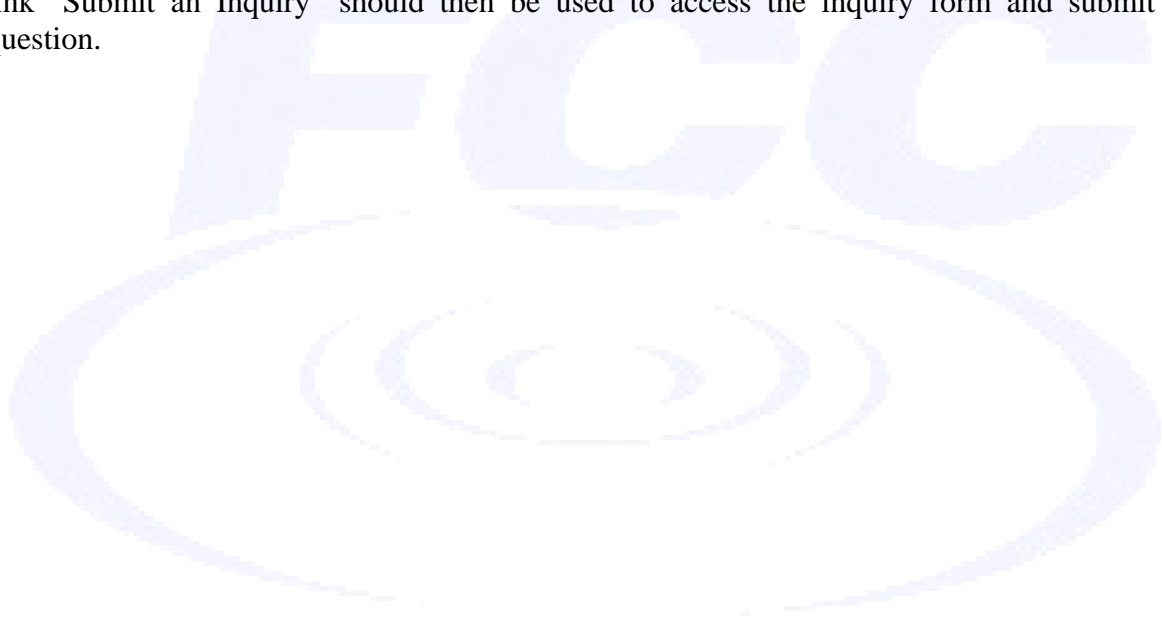 ink Submit an Inquiry should then be used to access the inquiry form and submit
uestion.
FCC